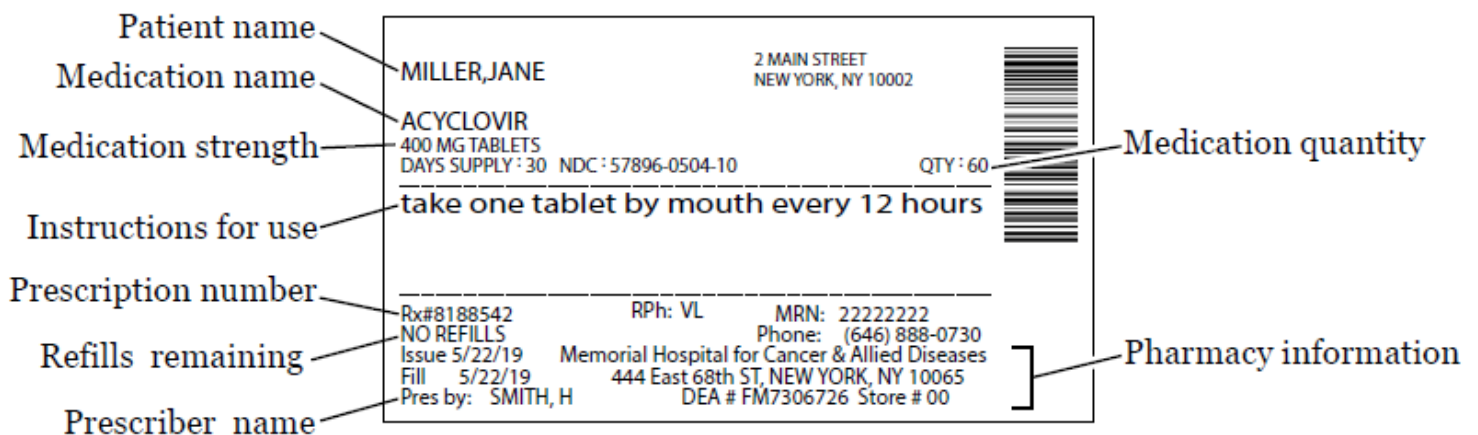 Patient name
Medication name
Medication strength
Instructions for use
Prescription number
Refills remaining
Prescriber name
MILLER,JANE
2 MAIN STREET
NEW YORK, NY 10002
ACYCLOVIR
400 MG TABLETS
DAYS SUPPLY : 30 NDC : 57896-0504-10 QTY : 60
take one tablet by mouth every 12 hours
Rx#8188542 RPh: VL MRN: 22222222
NO REFILLS Phone: (646) 888-0730
Issue 5/22/19 Memorial Hospital for Cancer & Allied Diseases
Fill 5/22/19 444 East 68th ST, NEW YORK, NY 10065
Pres by: SMITH, H DEA # FM7306726 Store # 00
Medication quantity
Pharmacy information